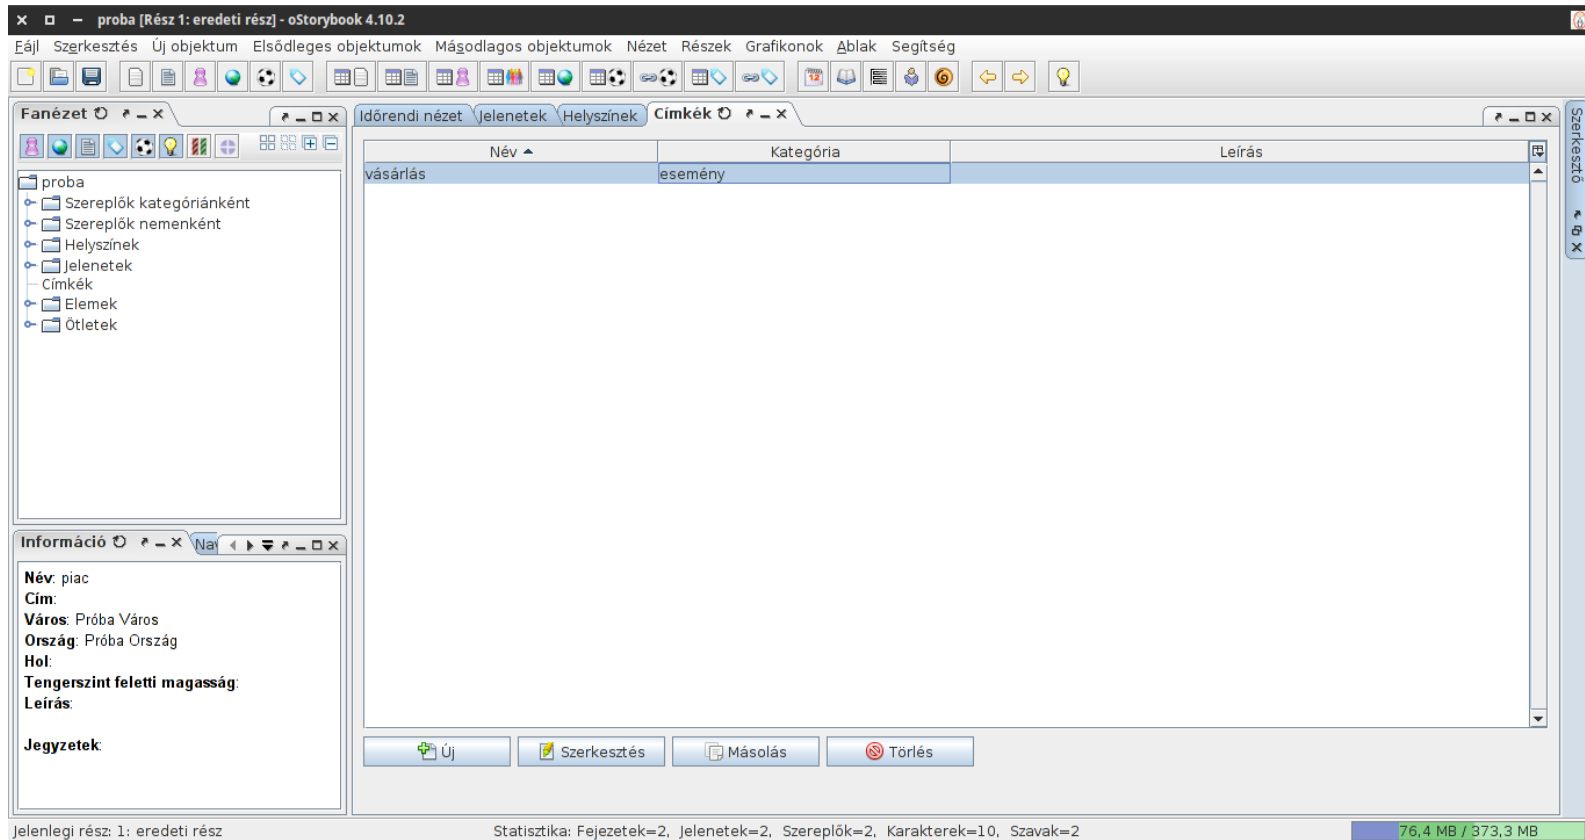 proba [Rész 1: eredeti rész] - oStorybook 4.10.2
Fájl Szerkesztés Új objektum Elsődleges objektumok Másodlagos objektumok Nézet Részek Grafikonok Ablak Segítség
Fanézet
Időrendi nézet Jelenetek Helyszínek Címkék
Szerkesztő
Név Kategória Leírás
vásárlás esemény
proba
Szereplők kategóriánként
Szereplők nemenként
Helyszínek
Jelenetek
Címkék
Elemek
Ötletek
Információ Nav
Név: piac
Cím:
Város: Próba Város
Ország: Próba Ország
Hol:
Tengerszint feletti magasság:
Leírás:
Jegyzetek:
Új Szerkesztés Másolás Törlés
Jelenlegi rész: 1: eredeti rész
Statisztika: Fejezetek=2, Jelenetek=2, Szereplők=2, Karakterek=10, Szavak=2
76,4 MB / 373,3 MB